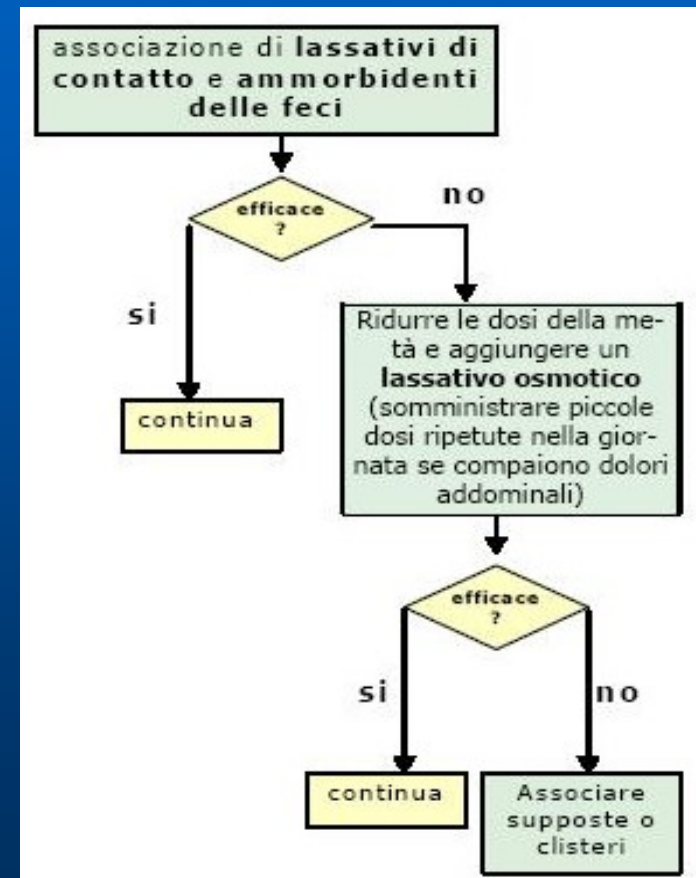 associazione di lassativi di
contatto e ammorbidenti
delle feci
efficace
?
no
si
Ridurre le dosi della me-
tà e aggiungere un
lassativo osmotico
(somministrare piccole
dosi ripetute nella gior-
nata se compaiono dolori
addominali)
continua
efficace
?
si
no
continua
Associare
supposte o
clisteri